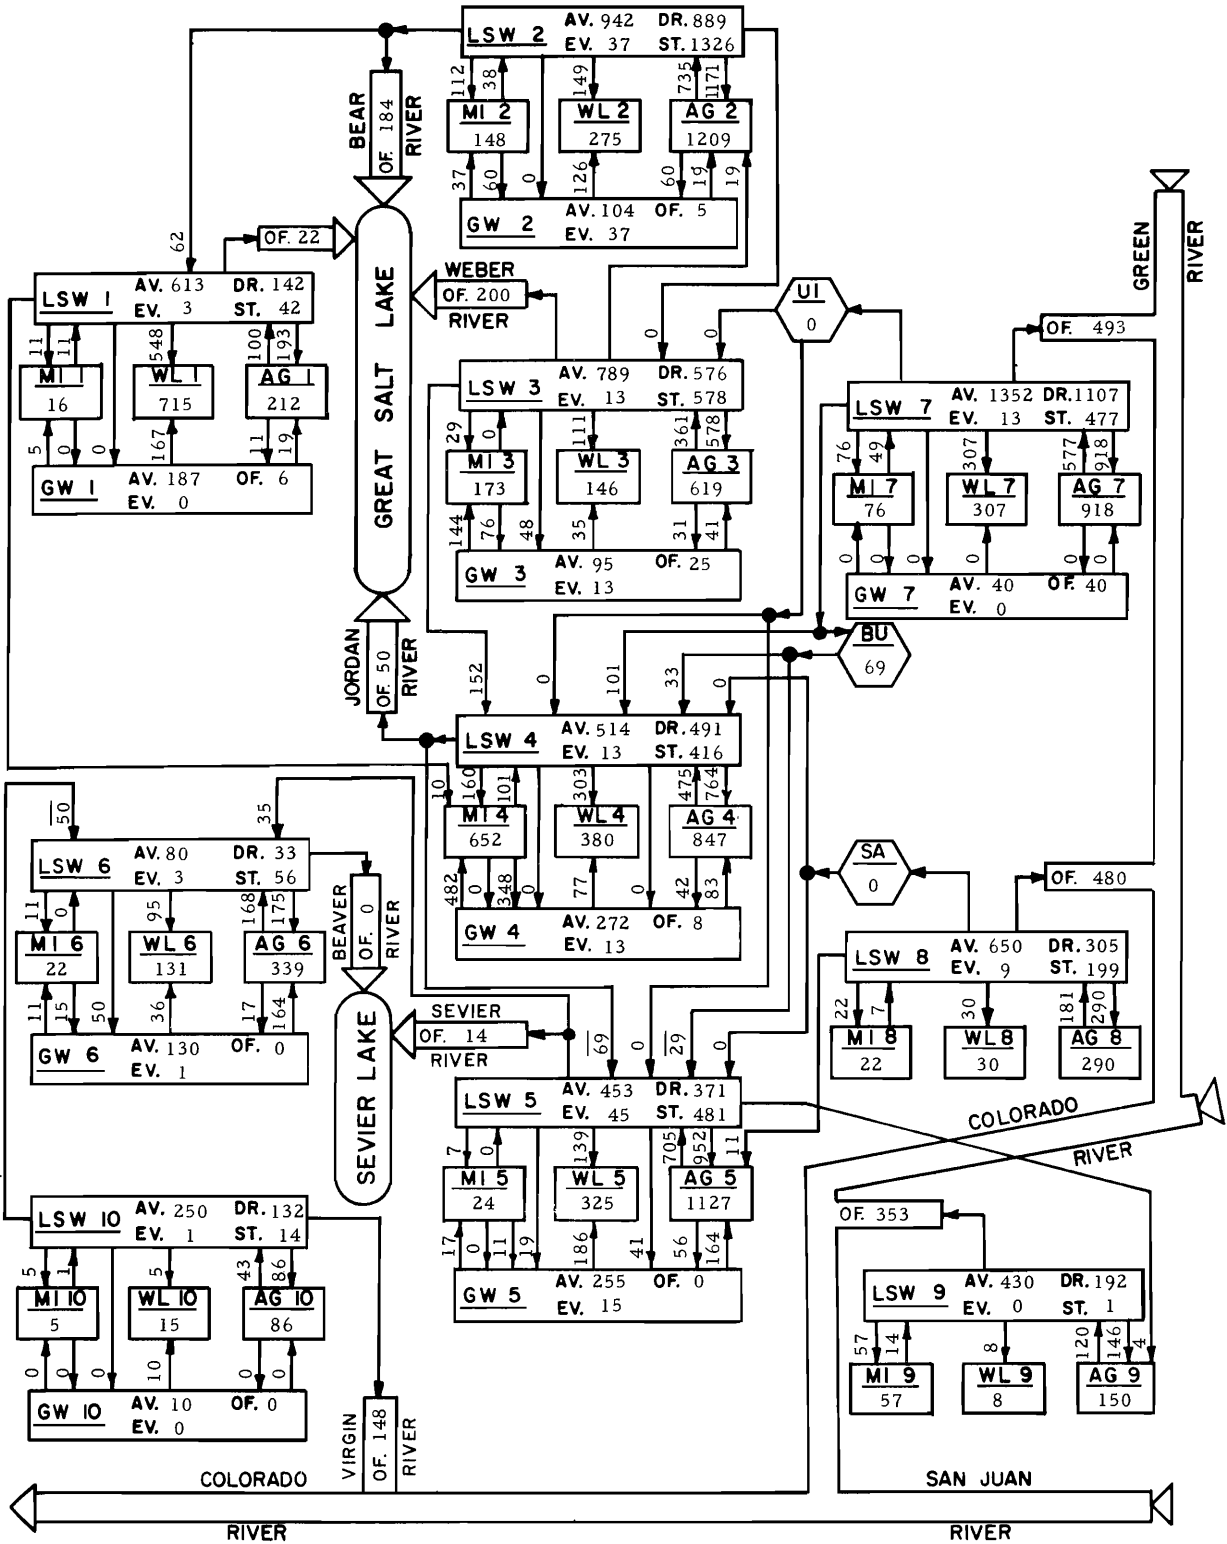 LSW 2
AV. 942 DR. 889
EV. 37 ST. 1326
112
38
149
735
1171
MI 2
148
WL 2
275
AG 2
1209
37
60
0
126
60
19
19
GW 2
AV. 104 OF. 5
EV. 37
BEAR
OF. 184
RIVER
62
OF. 22
LSW 1
AV. 613 DR. 142
EV. 3 ST. 42
11
11
548
100
193
MI 1
16
WL 1
715
AG 1
212
5
0
0
167
11
19
GW 1
AV. 187 OF. 6
EV. 0
GREAT SALT LAKE
WEBER
OF. 200
RIVER
0
0
UI
0
LSW 3
AV. 789 DR. 576
EV. 13 ST. 578
29
0
111
361
578
MI 3
173
WL 3
146
AG 3
619
144
76
48
35
31
41
GW 3
AV. 95 OF. 25
EV. 13
GREEN
RIVER
OF. 493
LSW 7
AV. 1352 DR. 1107
EV. 13 ST. 477
76
49
307
577
918
MI 7
76
WL 7
307
AG 7
918
0
0
0
0
0
0
GW 7
AV. 40 OF. 40
EV. 0
BU
69
JORDAN
OF. 50
RIVER
152
0
101
33
0
LSW 4
AV. 514 DR. 491
EV. 13 ST. 416
10
160
101
303
475
764
MI 4
652
WL 4
380
AG 4
847
482
0
348
0
77
0
42
83
GW 4
AV. 272 OF. 8
EV. 13
50
35
LSW 6
AV. 80 DR. 33
EV. 3 ST. 56
11
0
95
168
175
MI 6
22
WL 6
131
AG 6
339
11
15
50
36
17
164
GW 6
AV. 130 OF. 0
EV. 1
BEAVER
OF. 0
RIVER
SEVIER LAKE
SEVIER
OF. 14
RIVER
SA
0
OF. 480
LSW 8
AV. 650 DR. 305
EV. 9 ST. 199
22
7
30
181
290
MI 8
22
WL 8
30
AG 8
290
69
0
29
0
LSW 5
AV. 453 DR. 371
EV. 45 ST. 481
7
0
139
705
952
11
MI 5
24
WL 5
325
AG 5
1127
17
0
11
19
186
41
56
164
GW 5
AV. 255 OF. 0
EV. 15
COLORADO
RIVER
OF. 353
LSW 9
AV. 430 DR. 192
EV. 0 ST. 1
57
14
8
120
146
4
MI 9
57
WL 9
8
AG 9
150
LSW 10
AV. 250 DR. 132
EV. 1 ST. 14
5
1
5
43
86
MI 10
5
WL 10
15
AG 10
86
0
0
0
10
0
0
GW 10
AV. 10 OF. 0
EV. 0
VIRGIN
OF. 148
RIVER
COLORADO
RIVER
SAN JUAN
RIVER